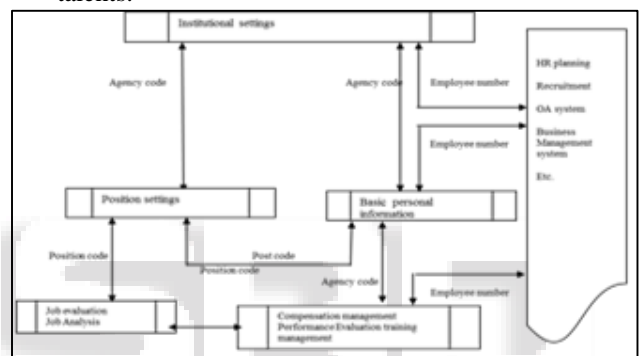 talents.
Institutional settings
HR planning
Agency code
Agency code
Employee number
Recruitment
OA system
Employee number
Business
Management
system
Etc.
Position settings
Basic personal
information
Position code
Post code
Position code
Agency code
Employee number
Job evaluation
Job Analysis
Compensation management
Performance Evaluation training
management